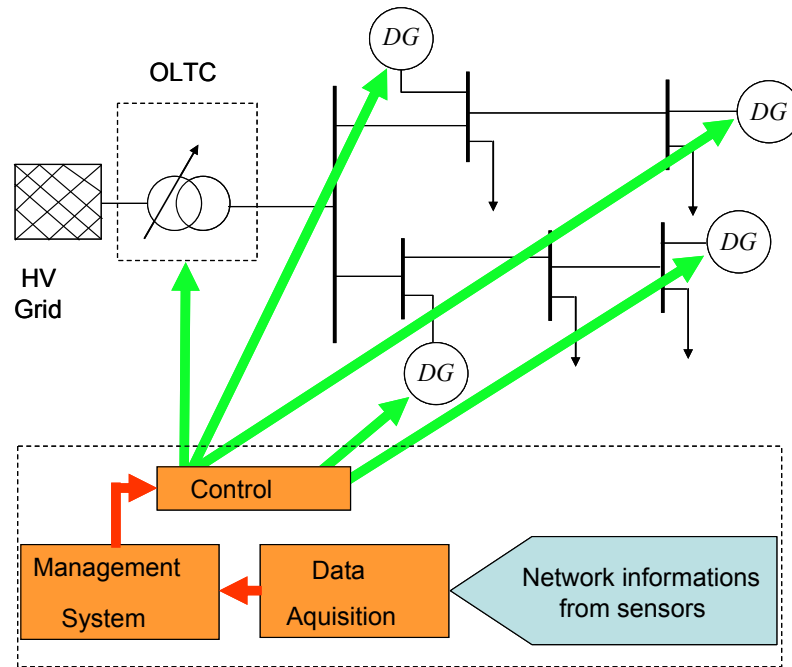 DG
OLTC
DG
DG
HV
Grid
DG
Control
Management
System
Data
Aquisition
Network informations
from sensors